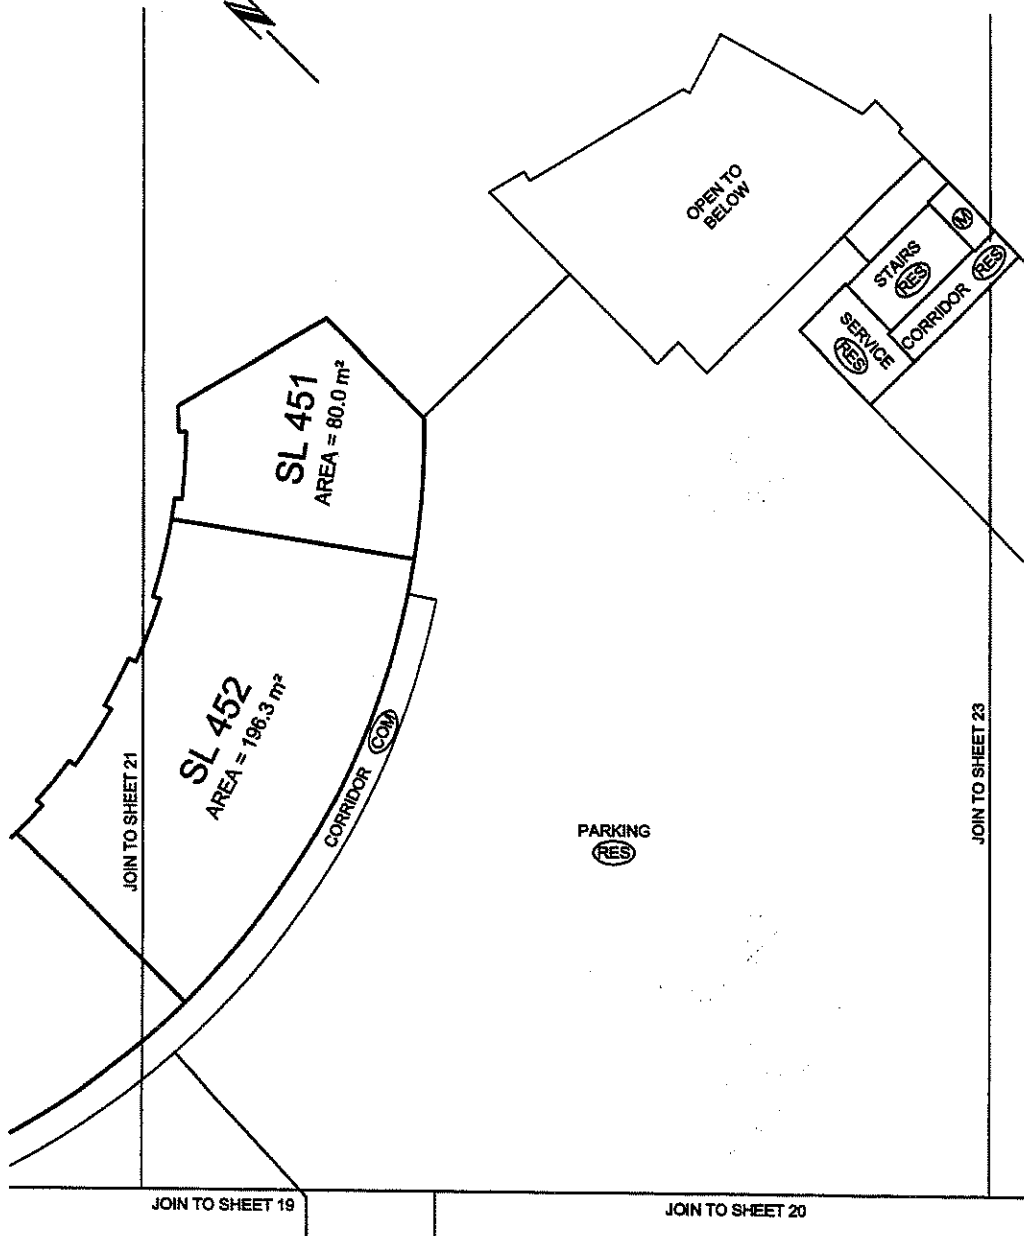 N
OPEN TO
BELOW
M
STAIRS
RES
CORRIDOR RES
SERVICE
RES
SL 451
AREA = 80.0 m²
SL 452
AREA = 196.3 m²
CORRIDOR COM
JOIN TO SHEET 21
JOIN TO SHEET 23
PARKING
RES
JOIN TO SHEET 19
JOIN TO SHEET 20